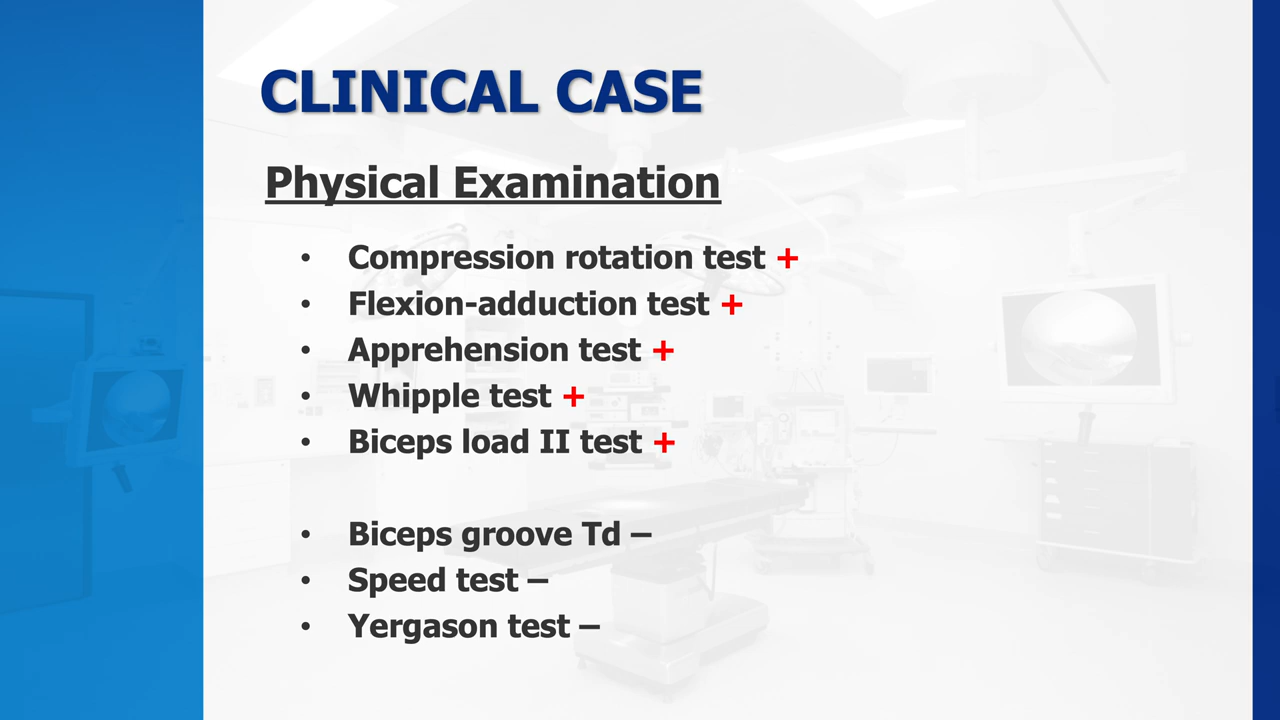 CLINICAL CASE
Physical Examination
• Compression rotation test +
• Flexion-adduction test +
• Apprehension test +
• Whipple test +
• Biceps load II test +
• Biceps groove Td –
• Speed test –
• Yergason test –